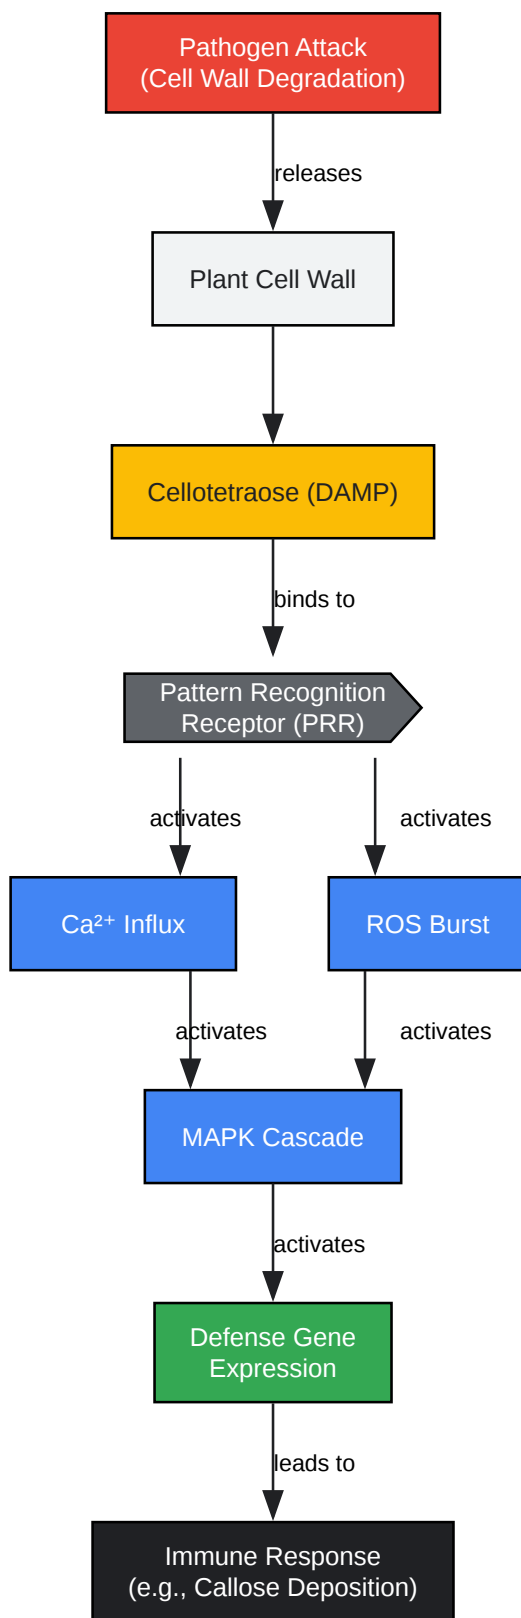 Pathogen Attack
(Cell Wall Degradation)
releases
Plant Cell Wall
Cellotetraose (DAMP)
binds to
Pattern Recognition
Receptor (PRR)
activates
activates
Ca²⁺ Influx
ROS Burst
activates
activates
MAPK Cascade
activates
Defense Gene
Expression
leads to
Immune Response
(e.g., Callose Deposition)